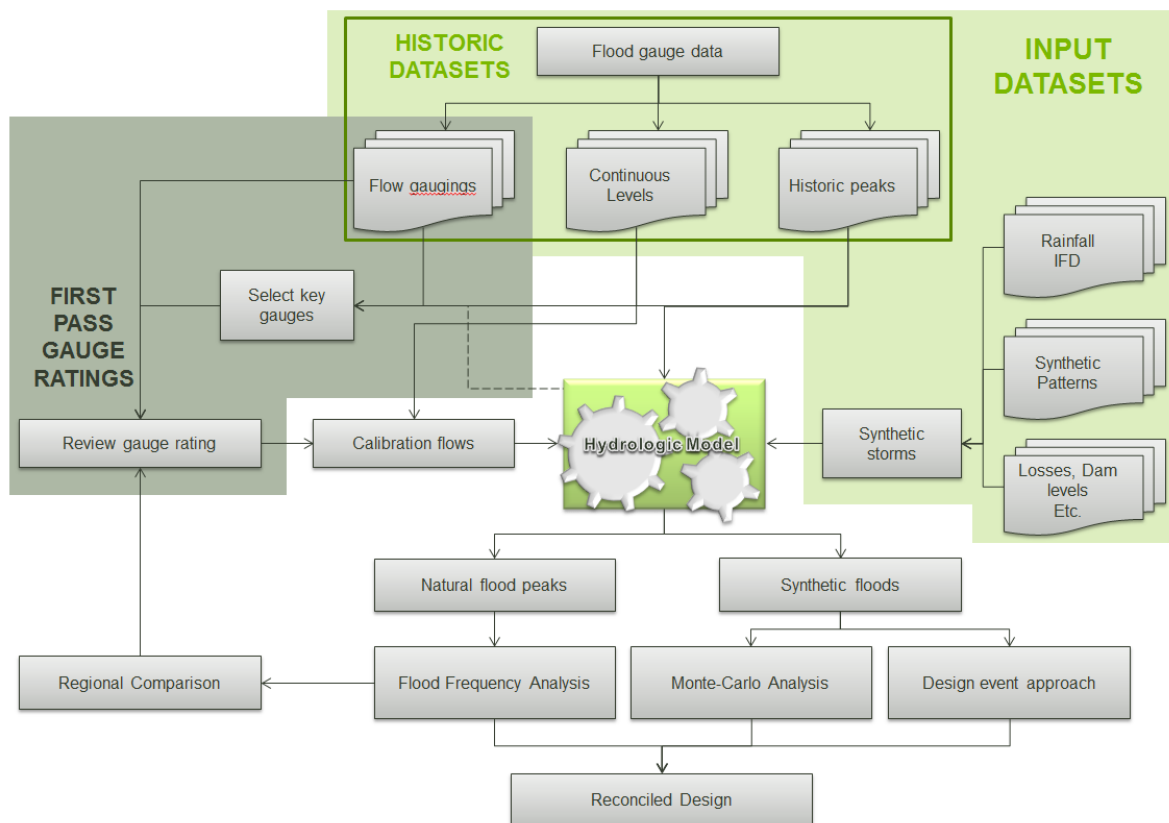 HISTORIC
DATASETS
Flood gauge data
INPUT
DATASETS
Flow gaugings
Continuous
Levels
Historic peaks
Rainfall
IFD
FIRST
PASS
GAUGE
RATINGS
Select key
gauges
Synthetic
Patterns
Review gauge rating
Calibration flows
Hydrologic Model
Synthetic
storms
Losses, Dam
levels
Etc.
Natural flood peaks
Synthetic floods
Regional Comparison
Flood Frequency Analysis
Monte-Carlo Analysis
Design event approach
Reconciled Design